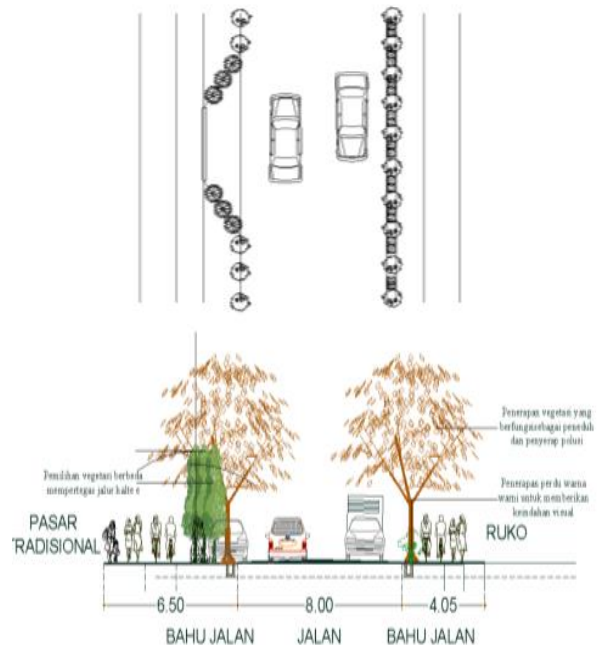 Penerapan vegetasi yang
berfungsi sebagai peneduh
dan penyerap polusi
Pemilihan vegetasi berbeda
mempertegas jalur halte
Penerapan perdu warna
warni untuk memberikan
keindahan visual
PASAR
TRADISIONAL
RUKO
6.50
8.00
4.05
BAHU JALAN
JALAN
BAHU JALAN